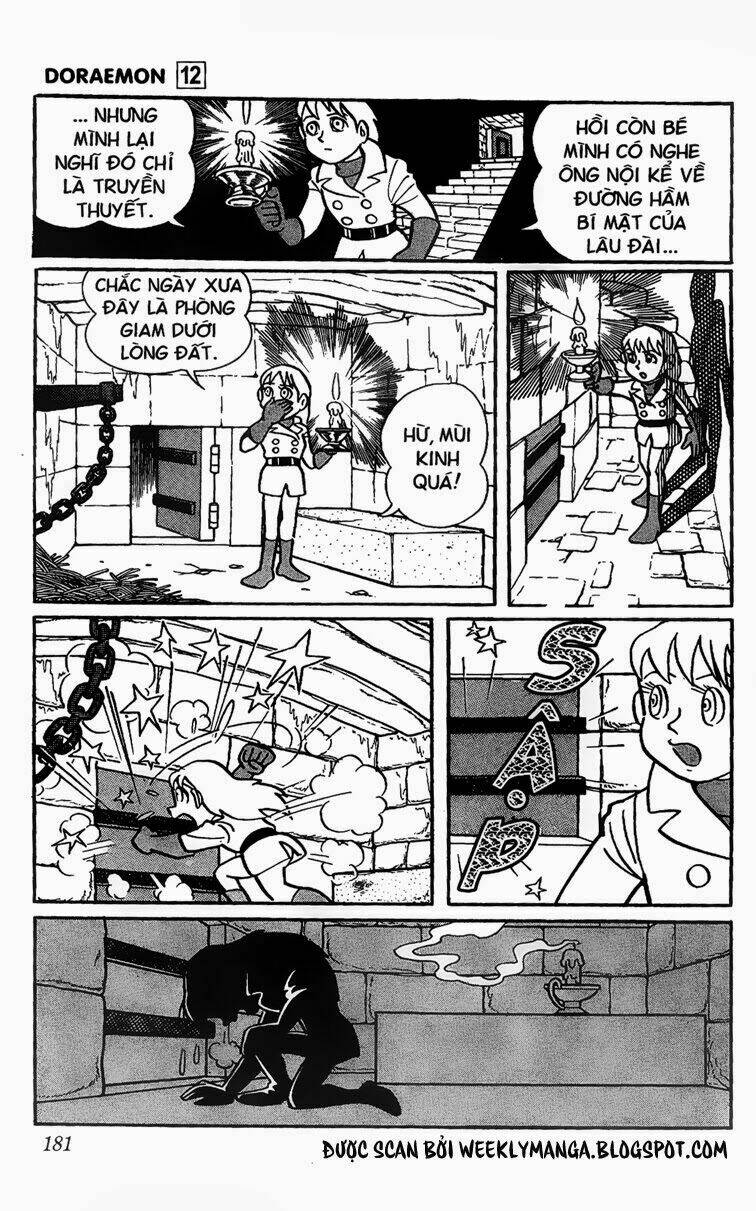 DORAEMON 12
HỒI CÒN BÉ
MÌNH CÓ NGHE
ÔNG NỘI KỂ VỀ
ĐƯỜNG HẦM
BÍ MẬT CỦA
LÂU ĐÀI...
... NHƯNG
MÌNH LẠI
NGHĨ ĐÓ CHỈ
LÀ TRUYỀN
THUYẾT.
HỪ, MÙI
KINH
QUÁ!
CHẮC NGÀY XƯA
ĐÂY LÀ PHÒNG
GIAM DƯỚI
LÒNG ĐẤT.
SẬP
181
ĐƯỢC SCAN BỞI WEEKLYMANGA.BLOGSPOT.COM